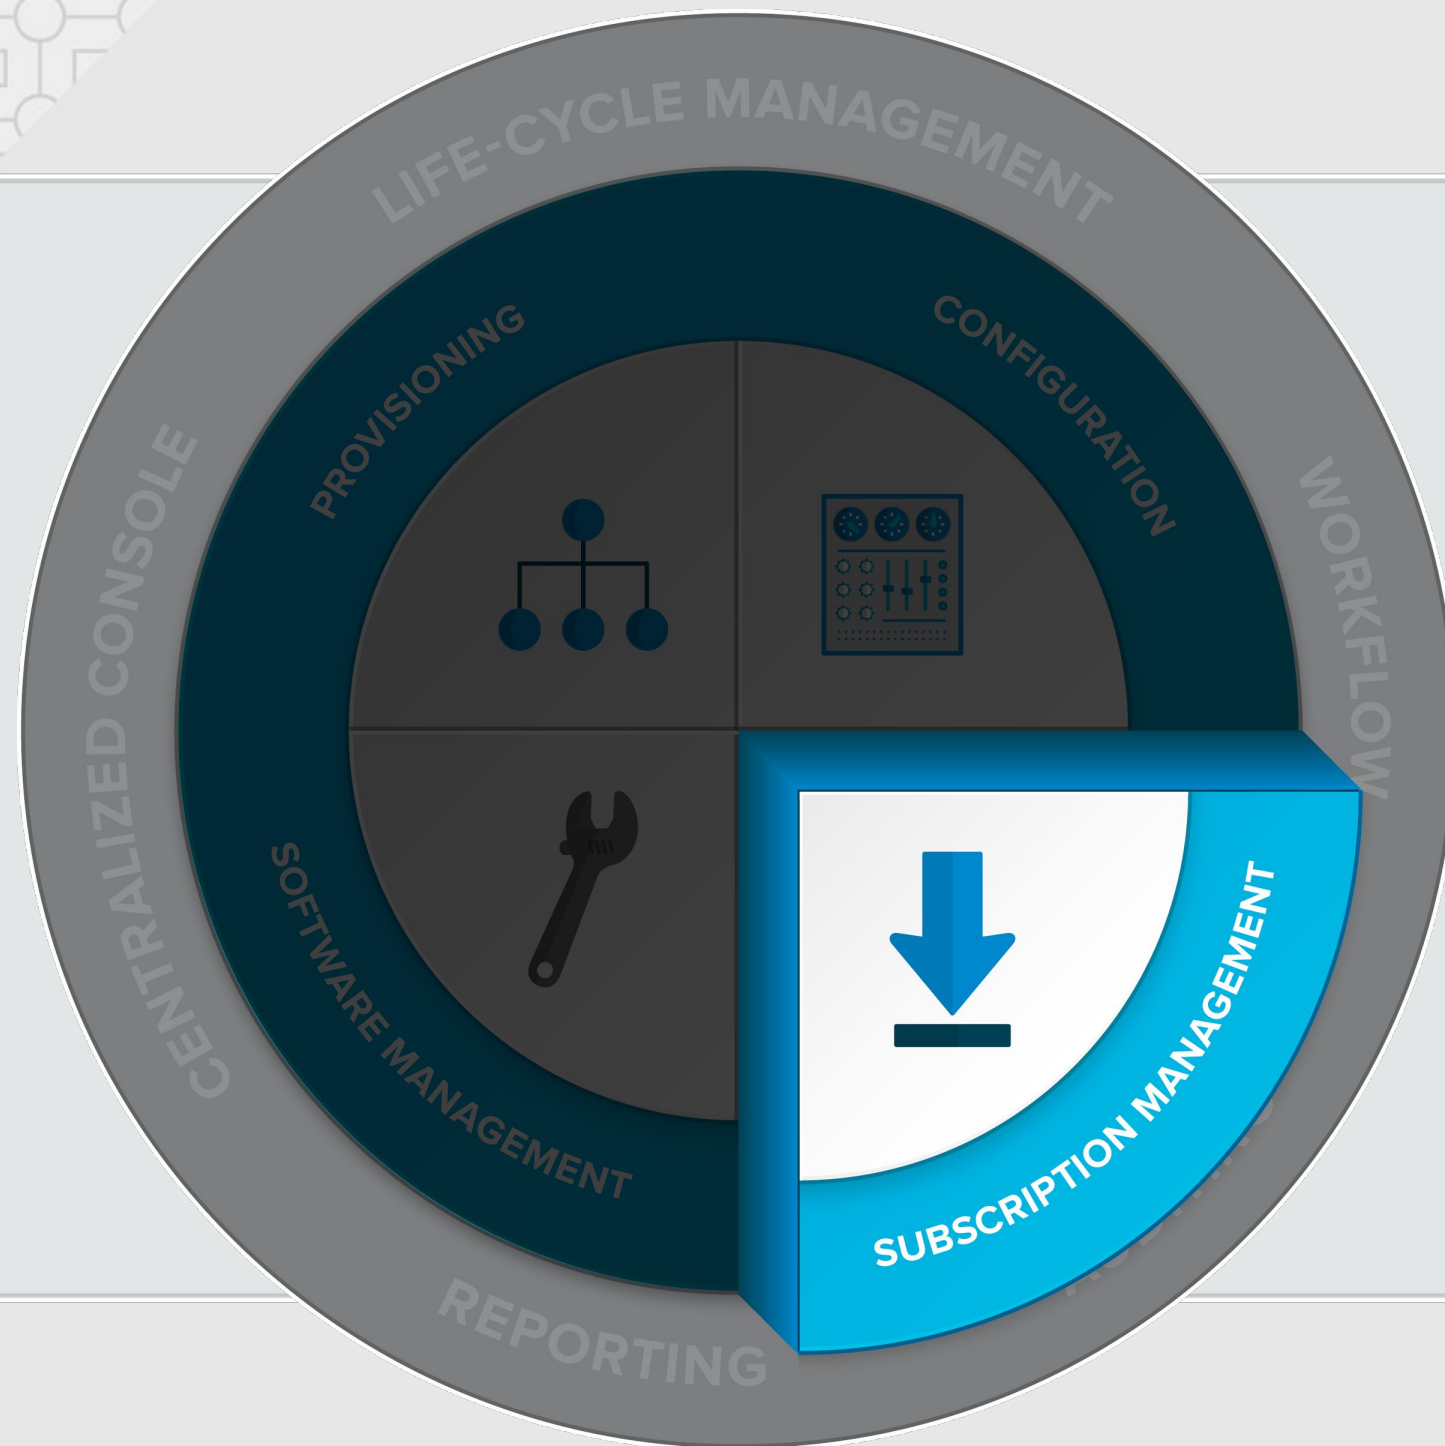 LIFE-CYCLE MANAGEMENT
PROVISIONING
CONFIGURATION
CENTRALIZED CONSOLE
WORKFLOW
SOFTWARE MANAGEMENT
SUBSCRIPTION MANAGEMENT
REPORTING